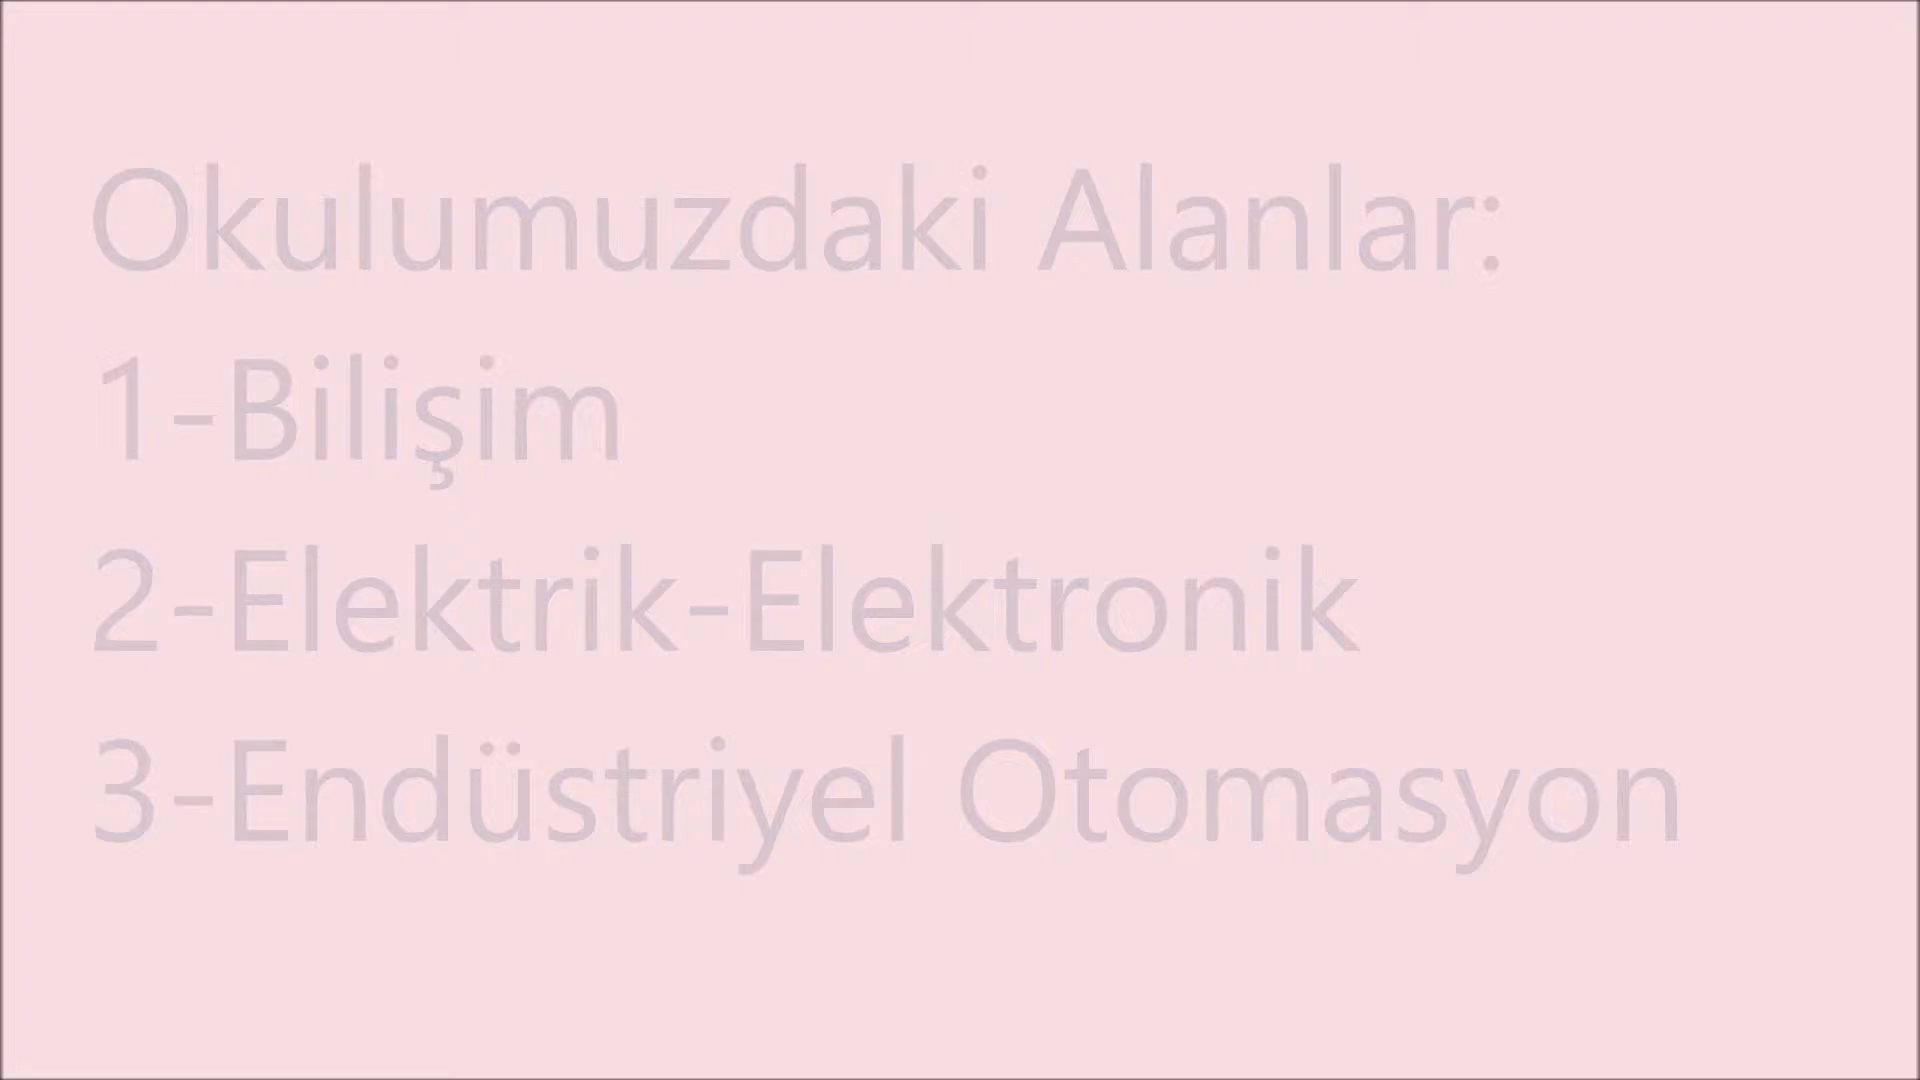 Okulumuzdaki Alanlar:
1-Bilişim
2-Elektrik-Elektronik
3-Endüstriyel Otomasyon